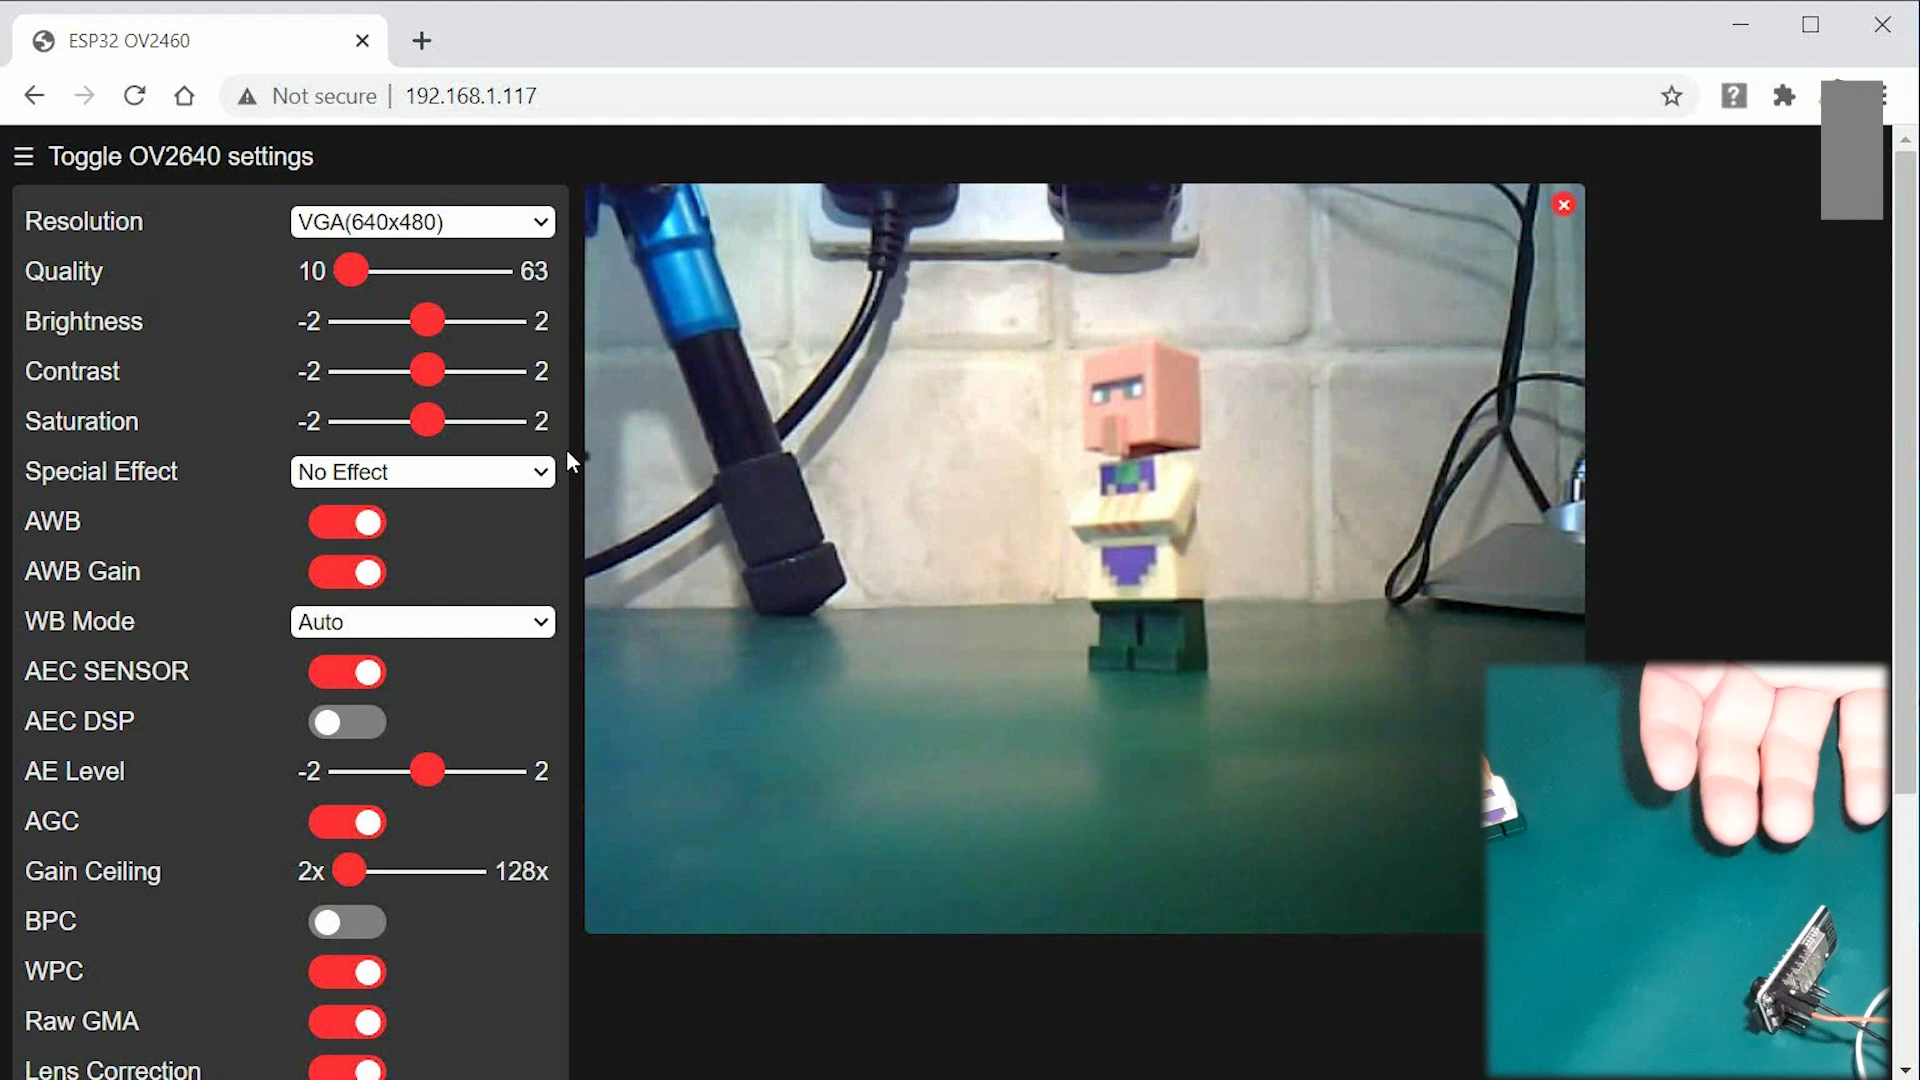 ESP32 OV2460
Not secure 192.168.1.117
☰ Toggle OV2640 settings
Resolution VGA(640x480)
Quality 10 63
Brightness -2 2
Contrast -2 2
Saturation -2 2
Special Effect No Effect
AWB
AWB Gain
WB Mode Auto
AEC SENSOR
AEC DSP
AE Level -2 2
AGC
Gain Ceiling 2x 128x
BPC
WPC
Raw GMA
Lens Correction